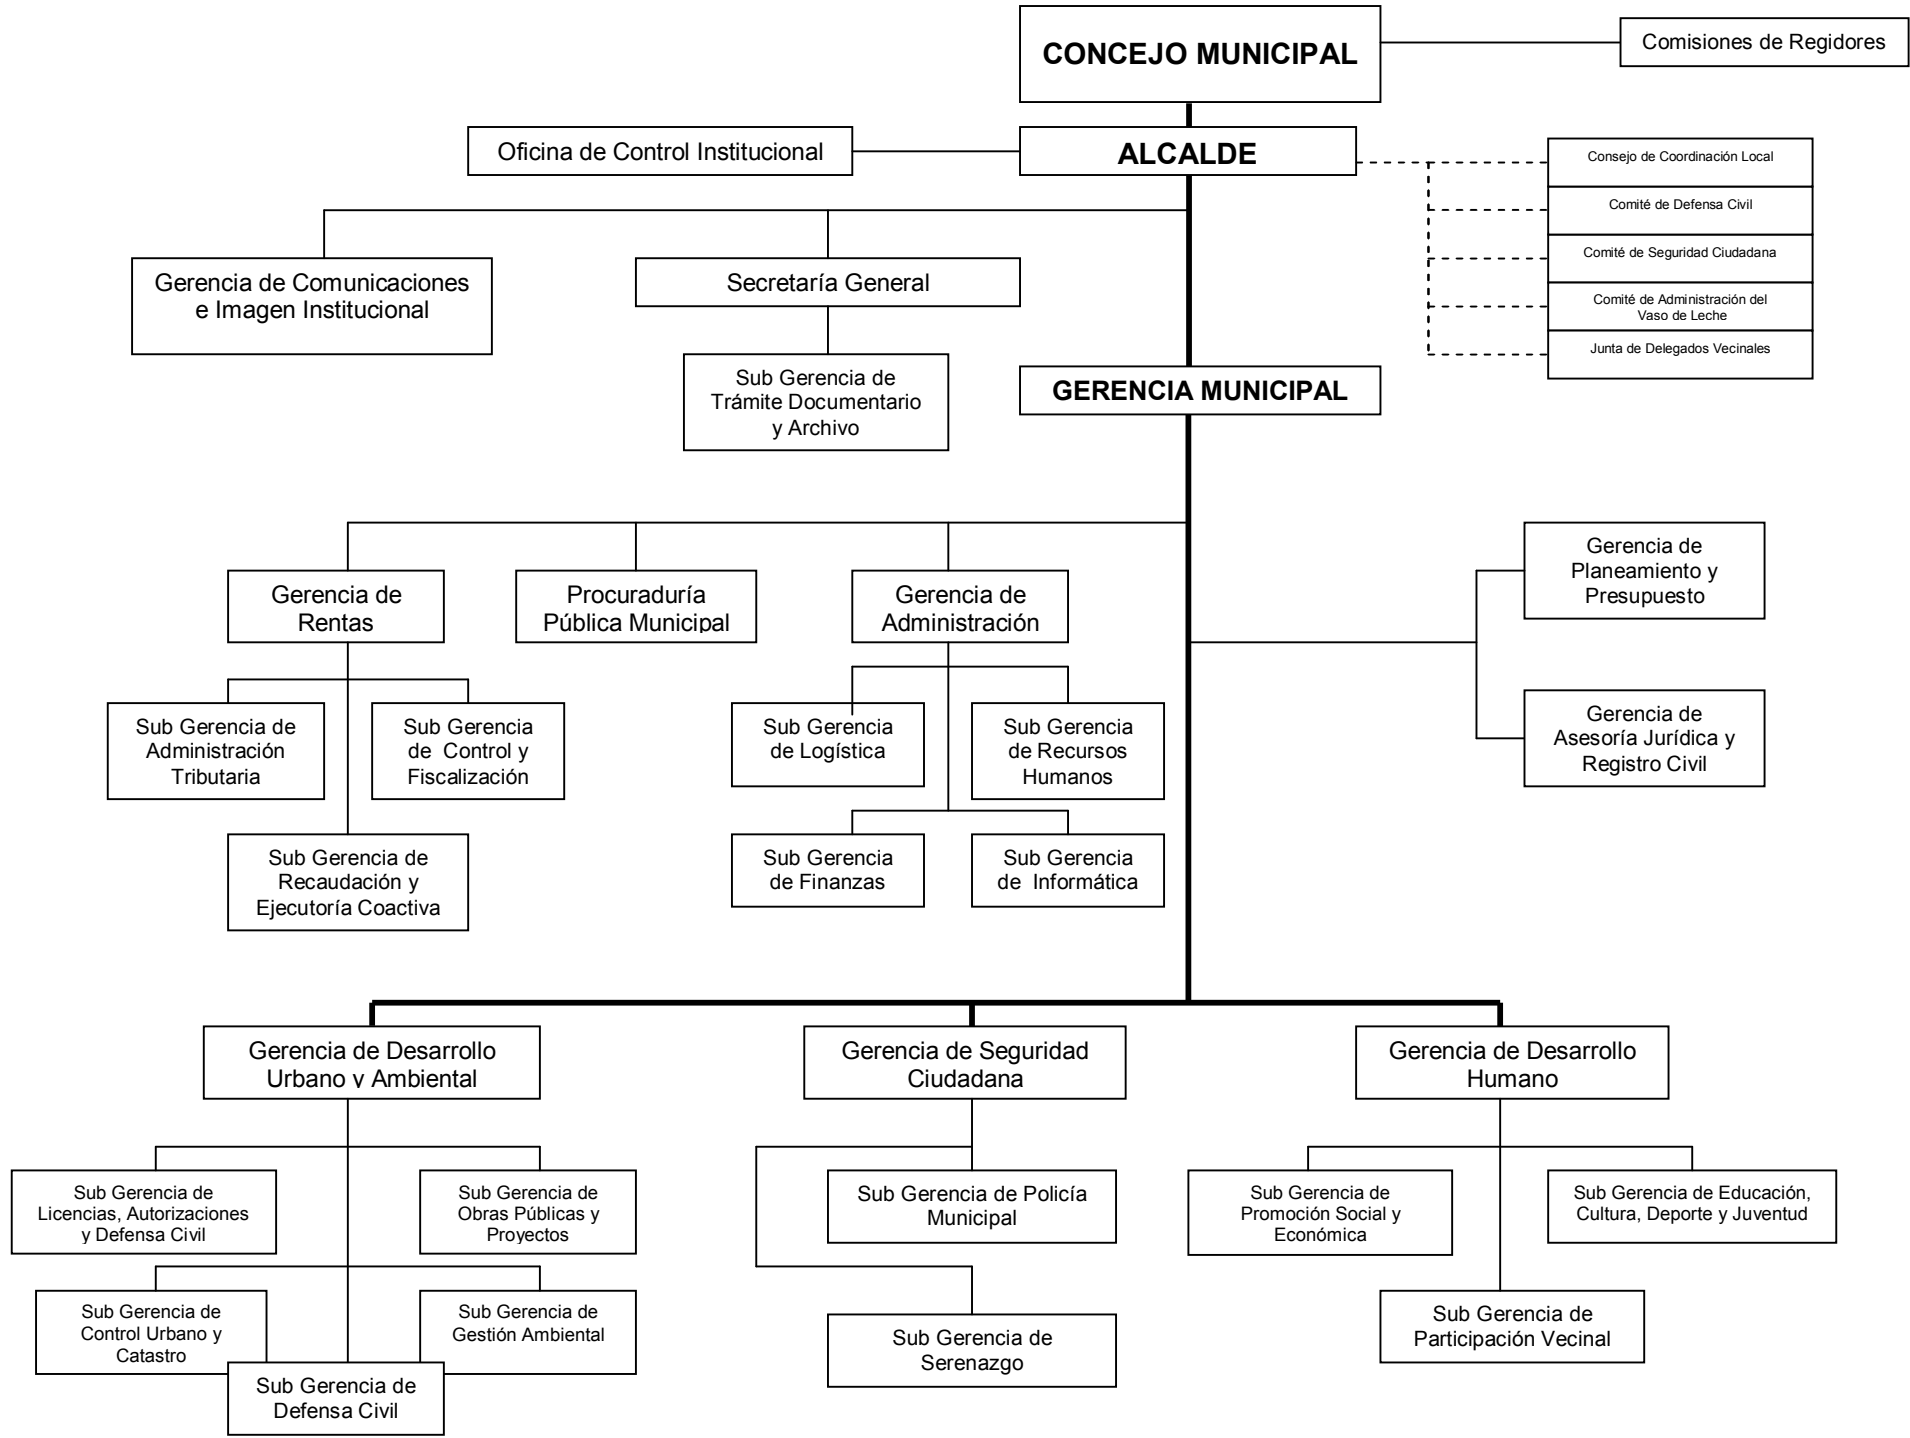 CONCEJO MUNICIPAL
Comisiones de Regidores
Oficina de Control Institucional
ALCALDE
Consejo de Coordinación Local
Comité de Defensa Civil
Comité de Seguridad Ciudadana
Comité de Administración del
Vaso de Leche
Junta de Delegados Vecinales
Gerencia de Comunicaciones
e Imagen Institucional
Secretaría General
Sub Gerencia de
Trámite Documentario
y Archivo
GERENCIA MUNICIPAL
Gerencia de
Planeamiento y
Presupuesto
Gerencia de
Rentas
Procuraduría
Pública Municipal
Gerencia de
Administración
Sub Gerencia de
Administración
Tributaria
Sub Gerencia
de  Control y
Fiscalización
Sub Gerencia
de Logística
Sub Gerencia
de Recursos
Humanos
Gerencia de
Asesoría Jurídica y
Registro Civil
Sub Gerencia de
Recaudación y
Ejecutoría Coactiva
Sub Gerencia
de Finanzas
Sub Gerencia
de  Informática
Gerencia de Desarrollo
Urbano y Ambiental
Gerencia de Seguridad
Ciudadana
Gerencia de Desarrollo
Humano
Sub Gerencia de
Licencias, Autorizaciones
y Defensa Civil
Sub Gerencia de
Obras Públicas y
Proyectos
Sub Gerencia de Policía
Municipal
Sub Gerencia de
Promoción Social y
Económica
Sub Gerencia de Educación,
Cultura, Deporte y Juventud
Sub Gerencia de
Control Urbano y
Catastro
Sub Gerencia de
Gestión Ambiental
Sub Gerencia de
Serenazgo
Sub Gerencia de
Participación Vecinal
Sub Gerencia de
Defensa Civil